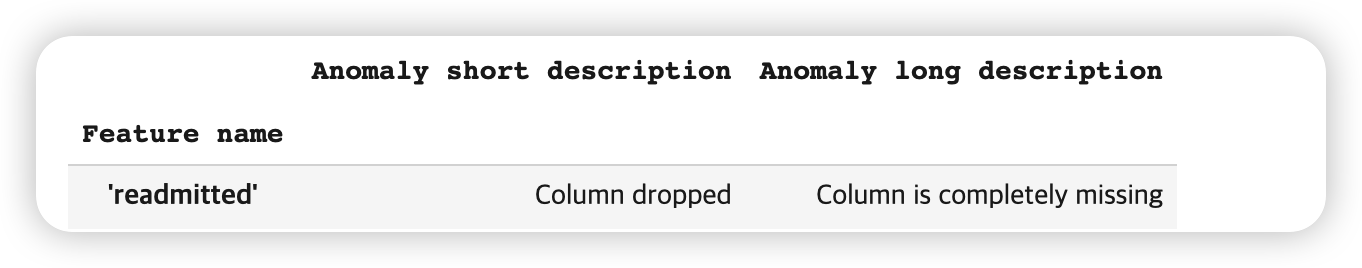 Anomaly short description Anomaly long description
Feature name
'readmitted' Column dropped Column is completely missing